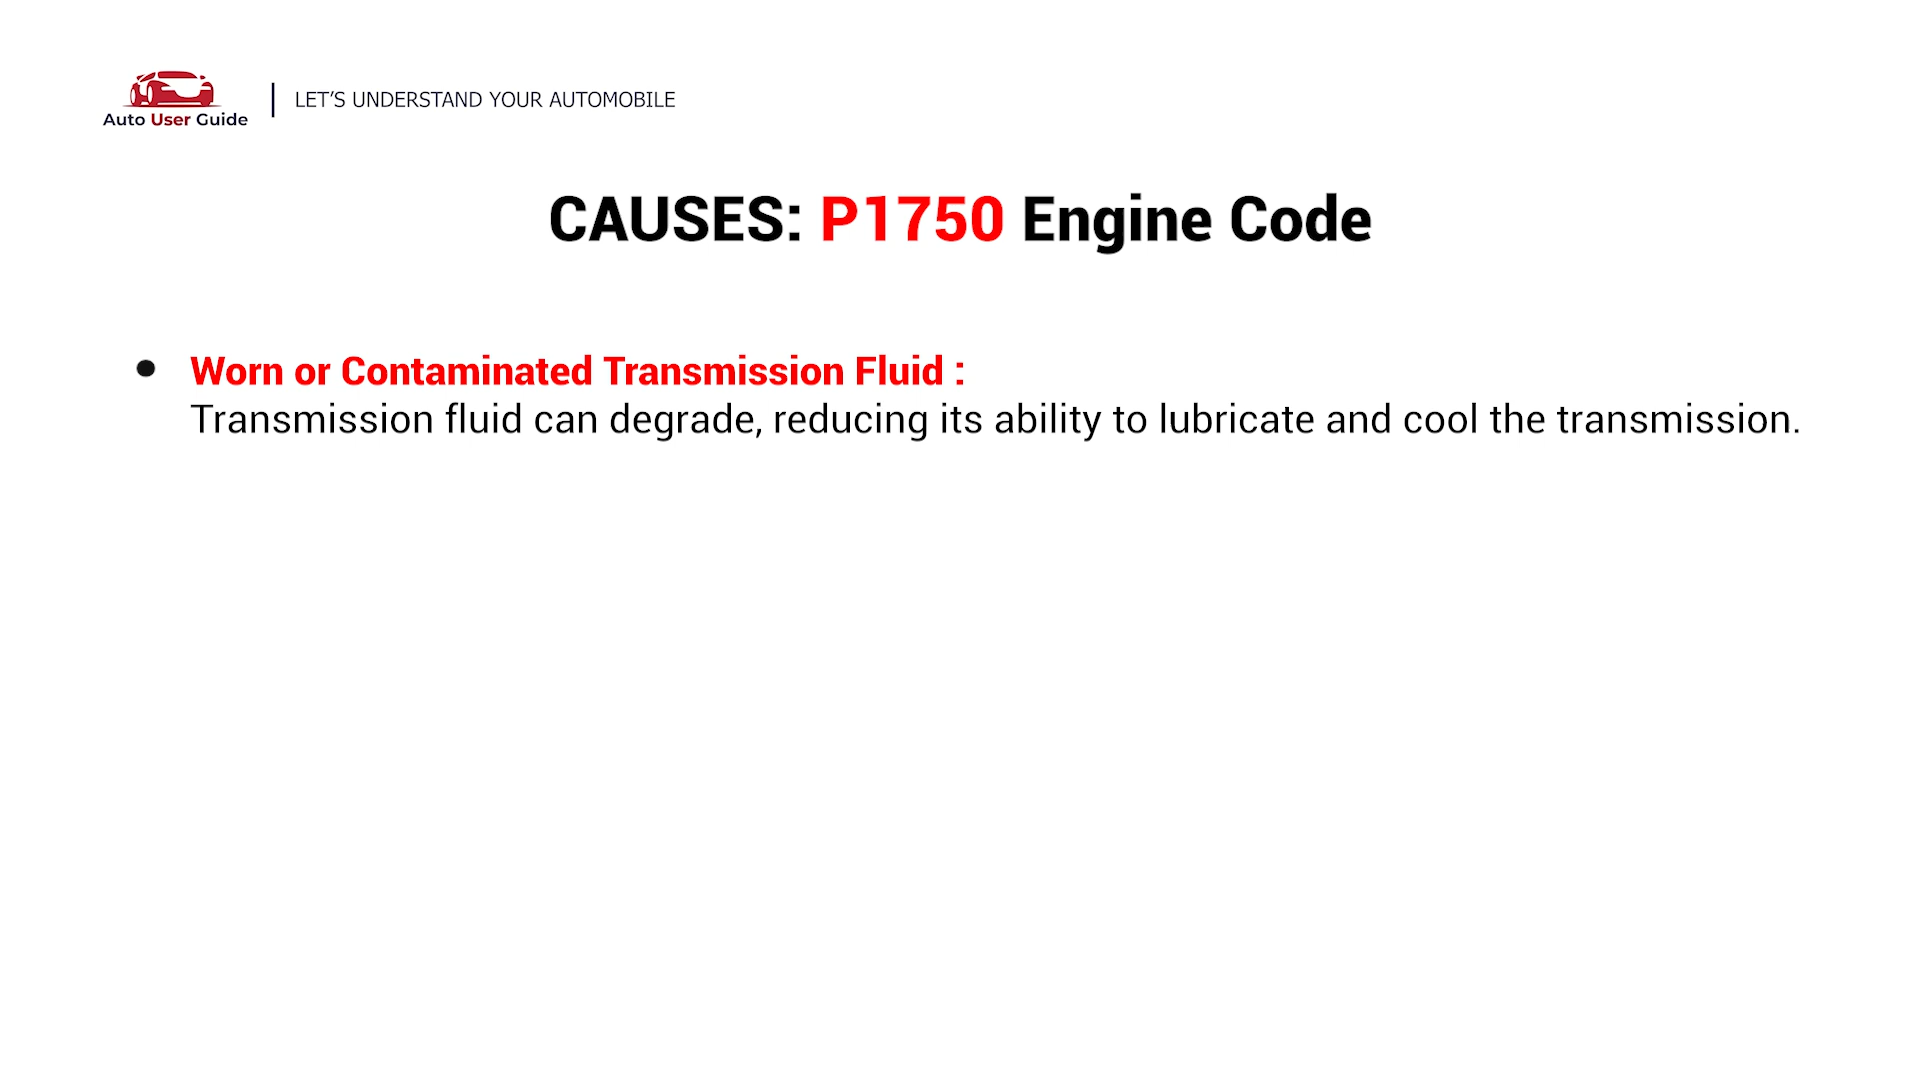 Auto User Guide
LET'S UNDERSTAND YOUR AUTOMOBILE
CAUSES: P1750 Engine Code
• Worn or Contaminated Transmission Fluid :
Transmission fluid can degrade, reducing its ability to lubricate and cool the transmission.